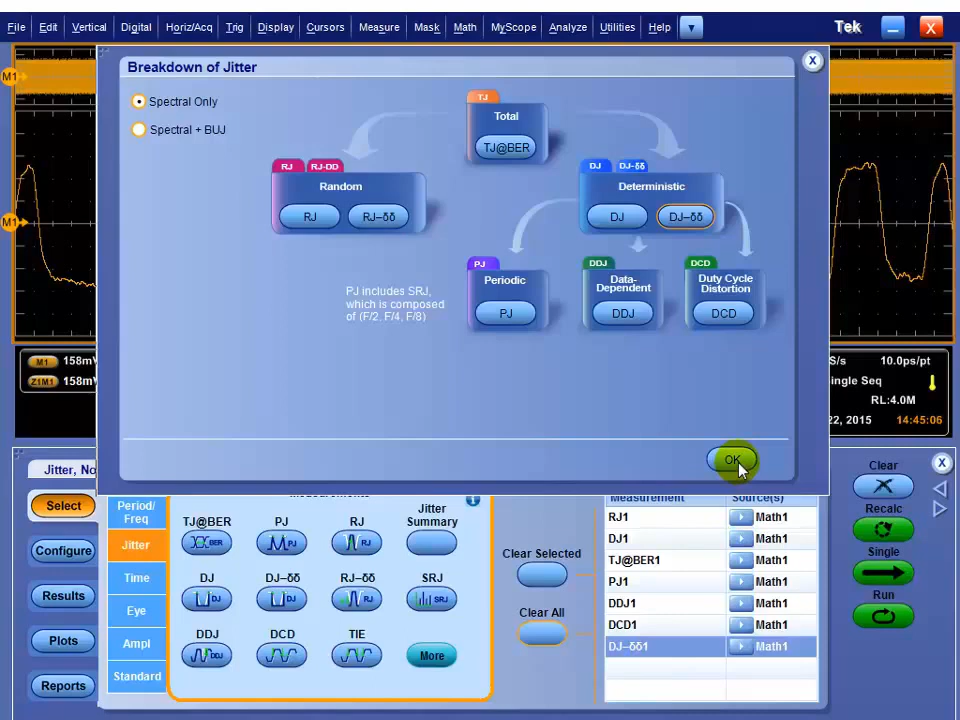 File Edit Vertical Digital Horiz/Acq Trig Display Cursors Measure Mask Math MyScope Analyze Utilities Help Tek X
M1
M1
Breakdown of Jitter
X
Spectral Only
Spectral + BUJ
TJ
Total
TJ@BER
RJ RJ-DD
Random
RJ RJ–δδ
DJ DJ-δδ
Deterministic
DJ DJ–δδ
PJ
Periodic
PJ
DDJ
Data-
Dependent
DDJ
DCD
Duty Cycle
Distortion
DCD
PJ includes SRJ,
which is composed
of (F/2, F/4, F/8)
OK
M1 158m
Z1M1 158m
S/s 10.0ps/pt
ingle Seq
RL:4.0M
22, 2015 14:45:06
Jitter, No
X
Select
Configure
Results
Plots
Reports
Period/
Freq
Jitter
Time
Eye
Ampl
Standard
TJ@BER PJ RJ Jitter
Summary
BER PJ RJ
DJ DJ–δδ RJ–δδ SRJ
DJ DJ RJ SRJ
DDJ DCD TIE
DDJ More
Clear Selected
Clear All
Measurement Source(s)
RJ1 Math1
DJ1 Math1
TJ@BER1 Math1
PJ1 Math1
DDJ1 Math1
DCD1 Math1
DJ–δδ1 Math1
Clear
Recalc
Single
Run